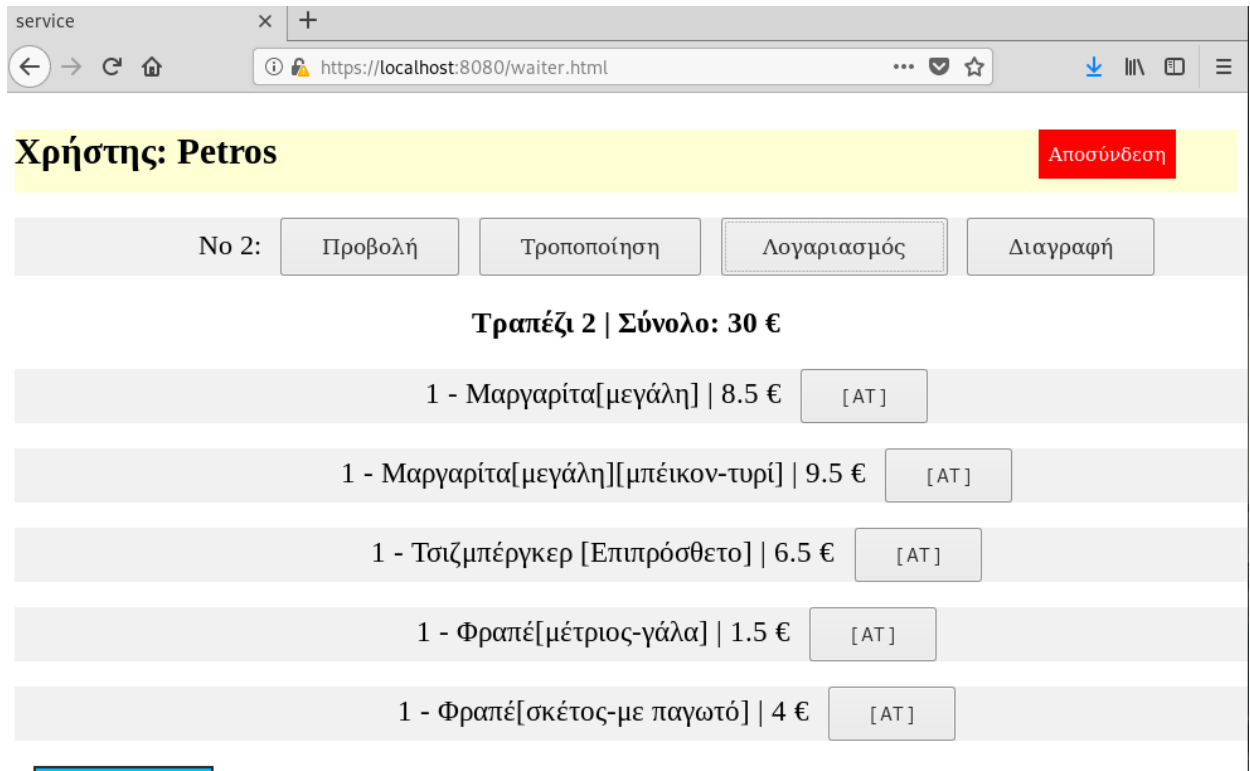 service
https://localhost:8080/waiter.html
Χρήστης: Petros
Αποσύνδεση
No 2: Προβολή Τροποποίηση Λογαριασμός Διαγραφή
Τραπέζι 2 | Σύνολο: 30 €
1 - Μαργαρίτα[μεγάλη] | 8.5 € [AT]
1 - Μαργαρίτα[μεγάλη][μπέικον-τυρί] | 9.5 € [AT]
1 - Τσιζμπέργκερ [Επιπρόσθετο] | 6.5 € [AT]
1 - Φραπέ[μέτριος-γάλα] | 1.5 € [AT]
1 - Φραπέ[σκέτος-με παγωτό] | 4 € [AT]